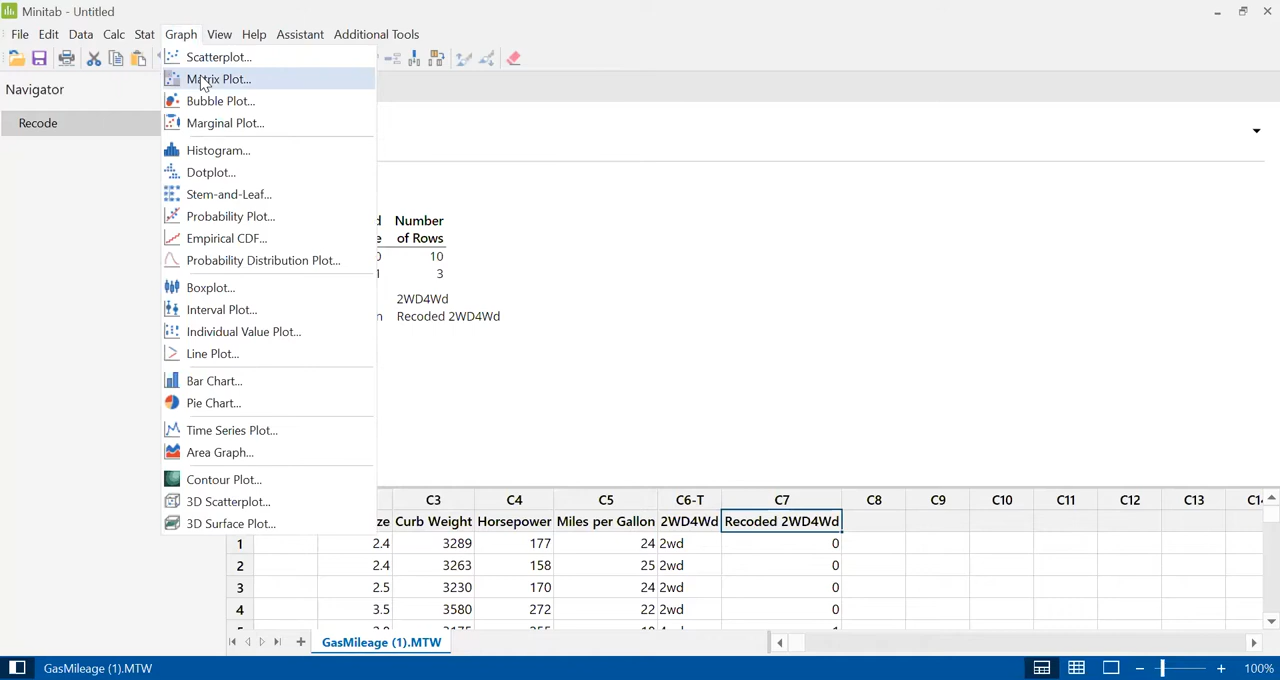 Minitab - Untitled
File Edit Data Calc Stat Graph View Help Assistant Additional Tools
Navigator
Recode
Scatterplot...
Matrix Plot...
Bubble Plot...
Marginal Plot...
Histogram...
Dotplot...
Stem-and-Leaf...
Probability Plot...
Empirical CDF...
Probability Distribution Plot...
Boxplot...
Interval Plot...
Individual Value Plot...
Line Plot...
Bar Chart...
Pie Chart...
Time Series Plot...
Area Graph...
Contour Plot...
3D Scatterplot...
3D Surface Plot...
d Number
e of Rows
0 10
1 3
2WD4Wd
n Recoded 2WD4Wd
C3 C4 C5 C6-T C7 C8 C9 C10 C11 C12 C13 C1
ze Curb Weight Horsepower Miles per Gallon 2WD4Wd Recoded 2WD4Wd
1 2.4 3289 177 24 2wd 0
2 2.4 3263 158 25 2wd 0
3 2.5 3230 170 24 2wd 0
4 3.5 3580 272 22 2wd 0
GasMileage (1).MTW
GasMileage (1).MTW 100%